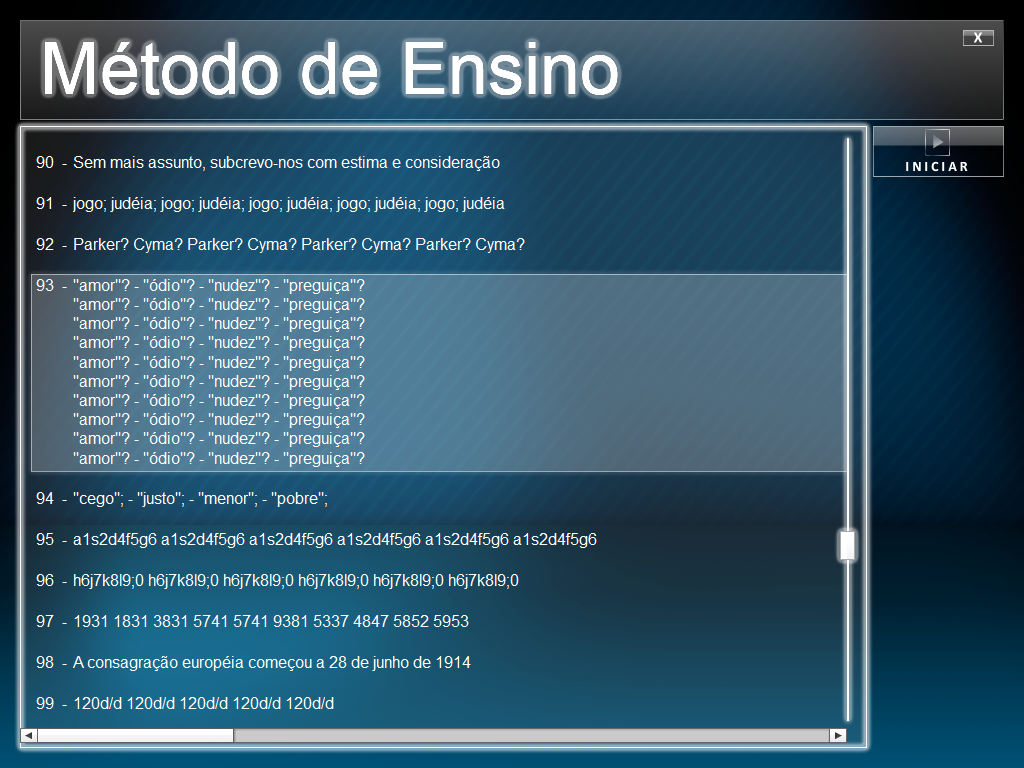 Método de Ensino
X
INICIAR
90 - Sem mais assunto, subcrevo-nos com estima e consideração
91 - jogo; judéia; jogo; judéia; jogo; judéia; jogo; judéia; jogo; judéia
92 - Parker? Cyma? Parker? Cyma? Parker? Cyma? Parker? Cyma?
93 - "amor"? - "ódio"? - "nudez"? - "preguiça"?
"amor"? - "ódio"? - "nudez"? - "preguiça"?
"amor"? - "ódio"? - "nudez"? - "preguiça"?
"amor"? - "ódio"? - "nudez"? - "preguiça"?
"amor"? - "ódio"? - "nudez"? - "preguiça"?
"amor"? - "ódio"? - "nudez"? - "preguiça"?
"amor"? - "ódio"? - "nudez"? - "preguiça"?
"amor"? - "ódio"? - "nudez"? - "preguiça"?
"amor"? - "ódio"? - "nudez"? - "preguiça"?
"amor"? - "ódio"? - "nudez"? - "preguiça"?
94 - "cego"; - "justo"; - "menor"; - "pobre";
95 - a1s2d4f5g6 a1s2d4f5g6 a1s2d4f5g6 a1s2d4f5g6 a1s2d4f5g6 a1s2d4f5g6
96 - h6j7k8l9;0 h6j7k8l9;0 h6j7k8l9;0 h6j7k8l9;0 h6j7k8l9;0 h6j7k8l9;0
97 - 1931 1831 3831 5741 5741 9381 5337 4847 5852 5953
98 - A consagração européia começou a 28 de junho de 1914
99 - 120d/d 120d/d 120d/d 120d/d 120d/d